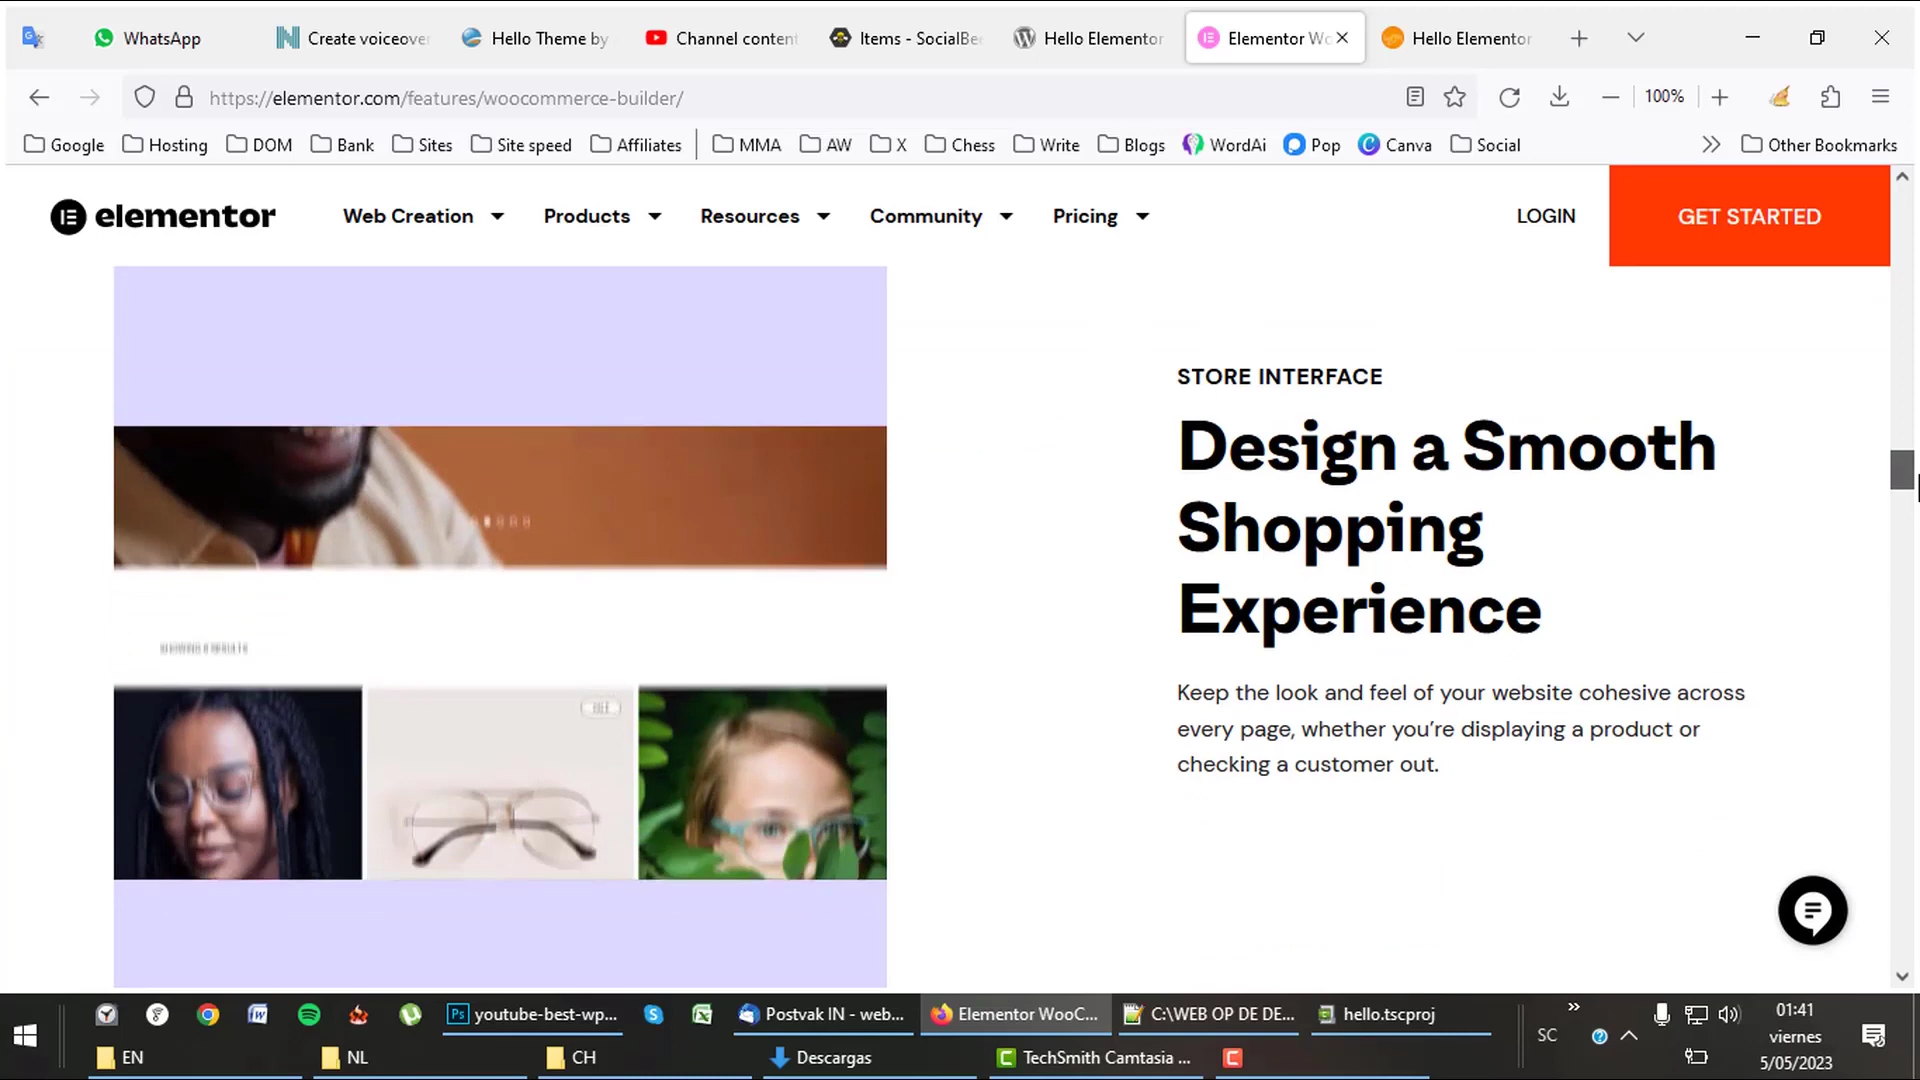 WhatsApp
Create voiceover
Hello Theme by
Channel content
Items - SocialBee
Hello Elementor
Elementor Wo
Hello Elementor
https://elementor.com/features/woocommerce-builder/
100%
Google
Hosting
DOM
Bank
Sites
Site speed
Affiliates
MMA
AW
X
Chess
Write
Blogs
WordAi
Pop
Canva
Social
Other Bookmarks
elementor
Web Creation
Products
Resources
Community
Pricing
LOGIN
GET STARTED
STORE INTERFACE
Design a Smooth
Shopping
Experience
Keep the look and feel of your website cohesive across
every page, whether you’re displaying a product or
checking a customer out.
youtube-best-wp...
Postvak IN - web...
Elementor WooC...
C:\WEB OP DE DE...
hello.tscproj
SC
01:41
viernes
5/05/2023
EN
NL
CH
Descargas
TechSmith Camtasia ...